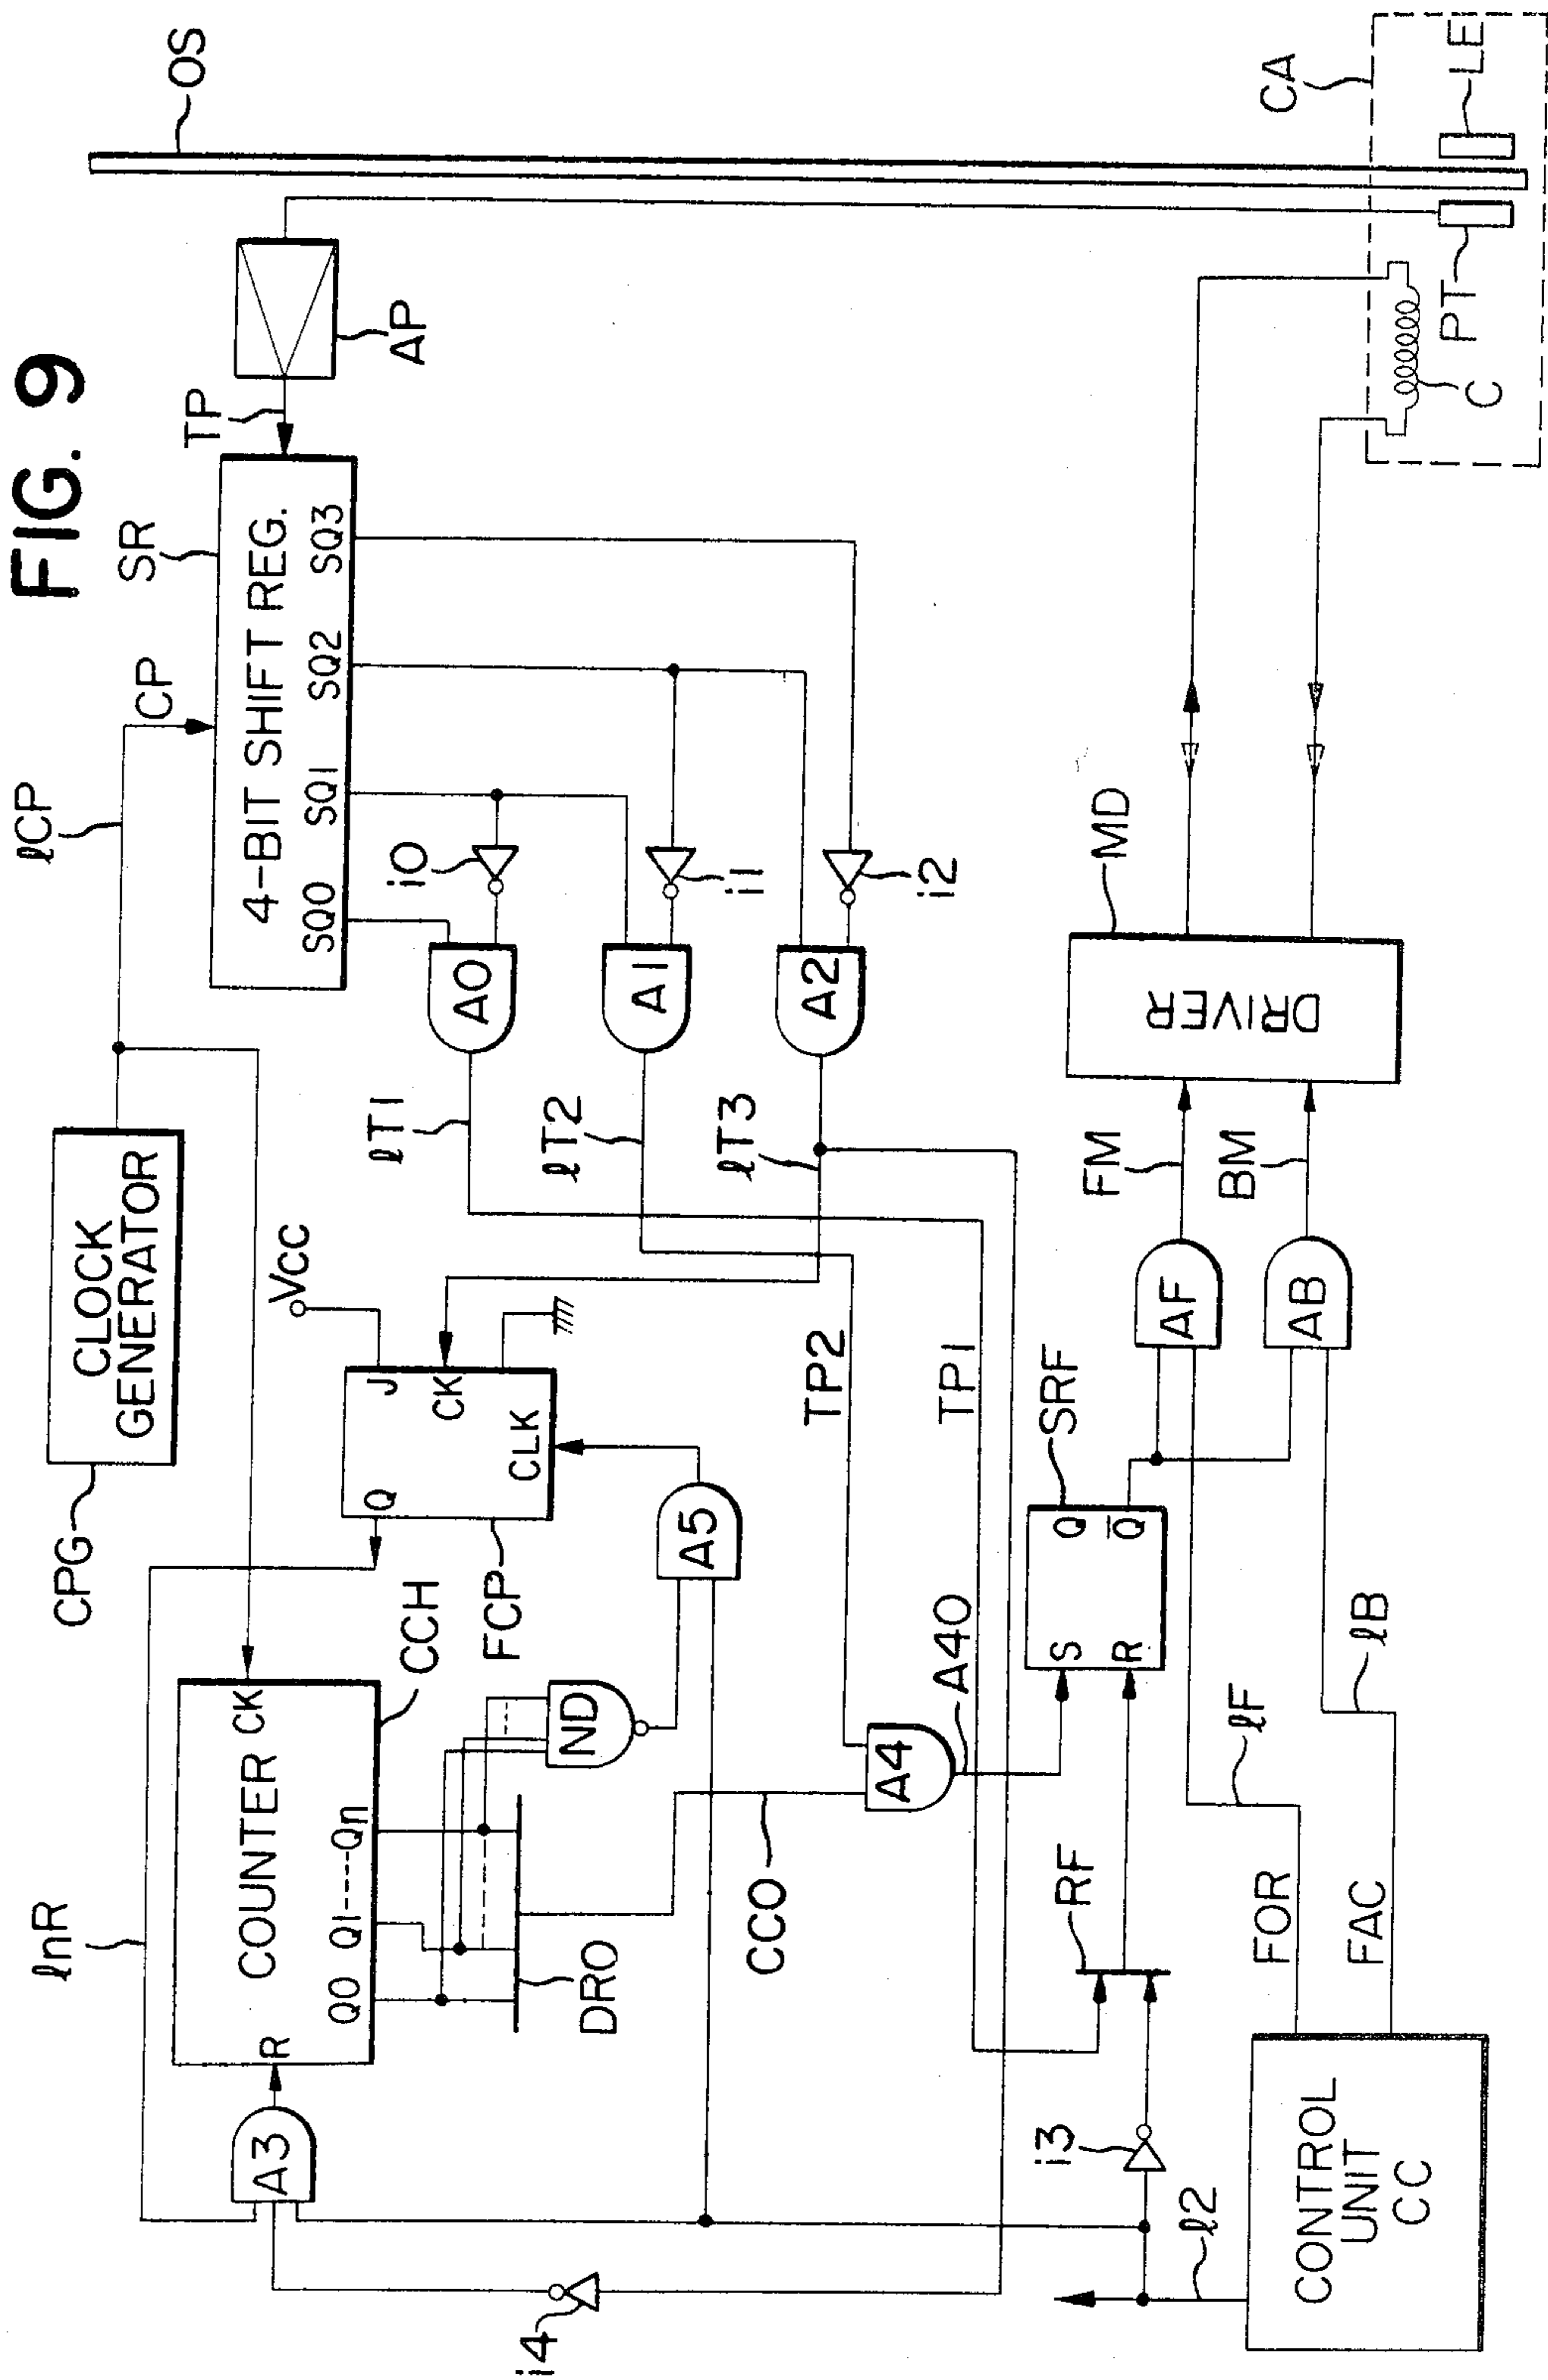 FIG. 9
CPG
CLOCK
GENERATOR
ℓCP
CP
SR
4-BIT SHIFT REG.
SQ0 SQ1 SQ2 SQ3
TP
AP
OS
ℓnR
A3
R
COUNTER
CK
Q0 Q1----Qn
CCH
DRO
ND
Vcc
J
CK
CLK
Q
FCP
A5
i0
i1
i2
A0
A1
A2
ℓT1
ℓT2
ℓT3
TP2
TP1
i4
CCO
A4
A40
SRF
S
R
Q
Q̅
RF
i3
ℓ2
CONTROL
UNIT
CC
FOR
FAC
ℓF
ℓB
AF
AB
FM
BM
DRIVER
MD
CA
C
PT
LE